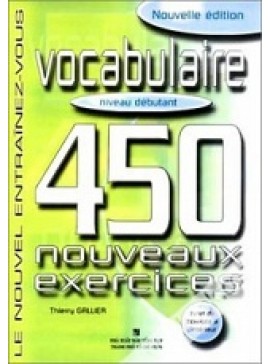 Nouvelle édition
vocabulaire
niveau débutant
450
nouveaux
exercices
Thierry GALLIER
LE NOUVEL ENTRAÎNEZ-VOUS